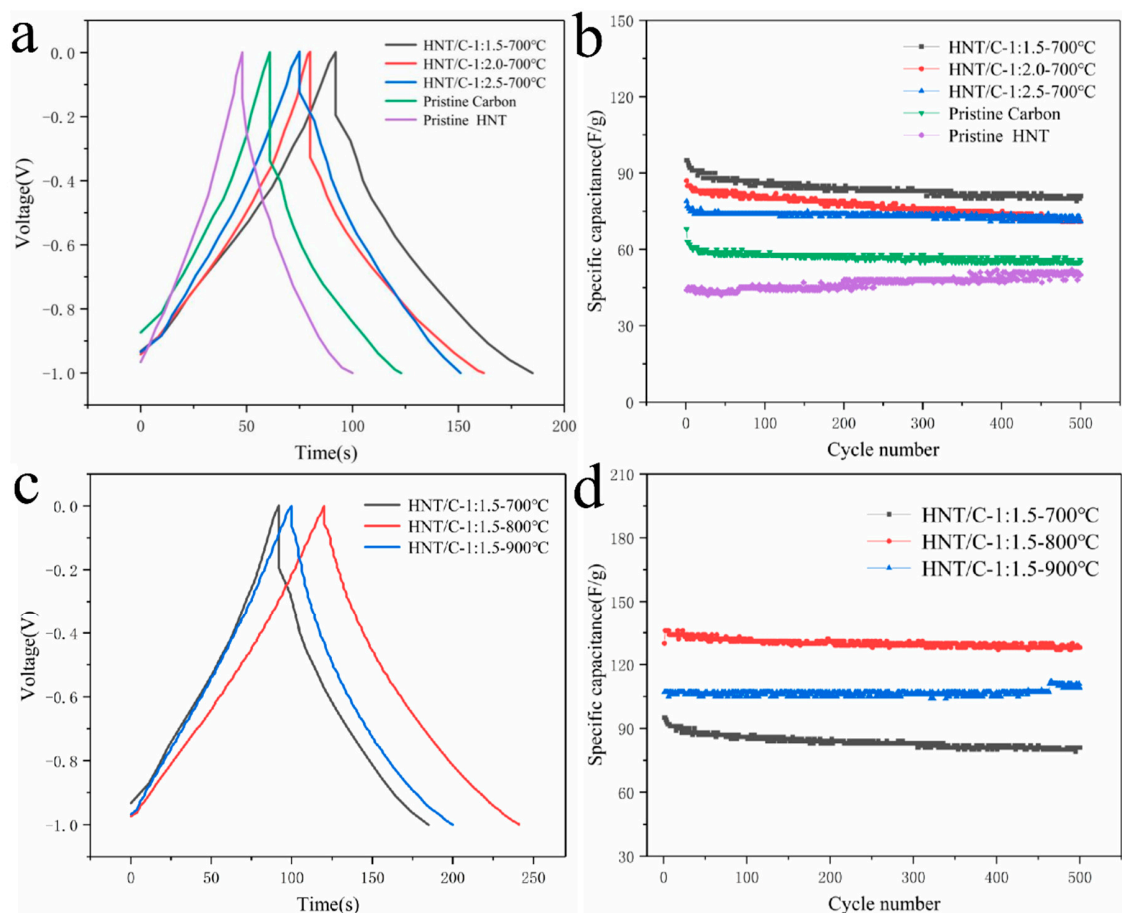 a
0.0
-0.2
-0.4
-0.6
-0.8
-1.0
Voltage(V)
HNT/C-1:1.5-700℃
HNT/C-1:2.0-700℃
HNT/C-1:2.5-700℃
Pristine Carbon
Pristine HNT
0 50 100 150 200
Time(s)
b
150
120
90
60
30
0
Specific capacitance(F/g)
HNT/C-1:1.5-700℃
HNT/C-1:2.0-700℃
HNT/C-1:2.5-700℃
Pristine Carbon
Pristine HNT
0 100 200 300 400 500
Cycle number
c
0.0
-0.2
-0.4
-0.6
-0.8
-1.0
Voltage(V)
HNT/C-1:1.5-700℃
HNT/C-1:1.5-800℃
HNT/C-1:1.5-900℃
0 50 100 150 200 250
Time(s)
d
210
180
150
120
90
60
30
Specific capacitance(F/g)
HNT/C-1:1.5-700℃
HNT/C-1:1.5-800℃
HNT/C-1:1.5-900℃
0 100 200 300 400 500
Cycle number